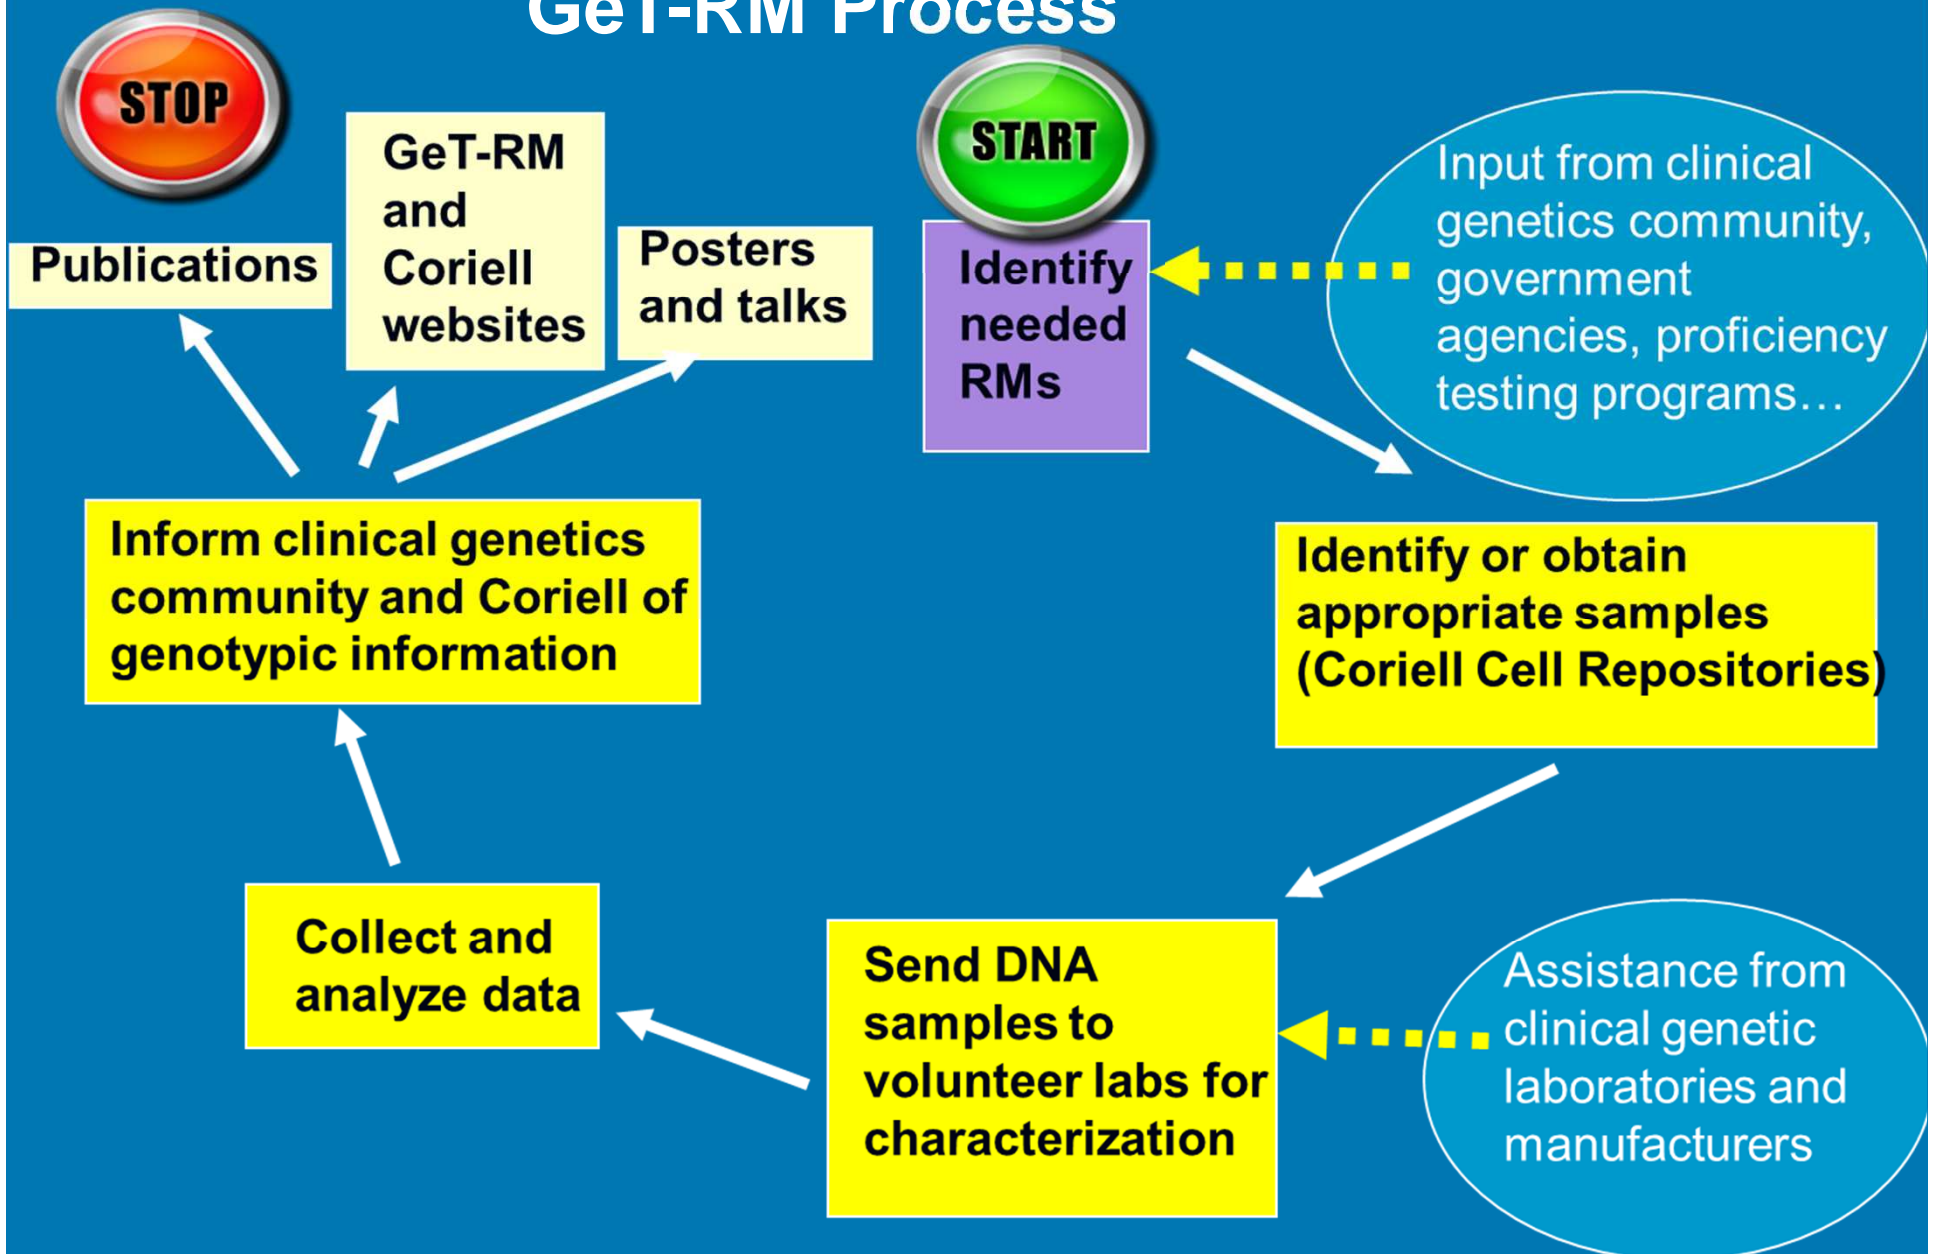 GeT-RM Process
STOP
Publications
GeT-RM
and
Coriell
websites
Posters
and talks
START
Identify
needed
RMs
Input from clinical
genetics community,
government
agencies, proficiency
testing programs…
Identify or obtain
appropriate samples
(Coriell Cell Repositories)
Send DNA
samples to
volunteer labs for
characterization
Assistance from
clinical genetic
laboratories and
manufacturers
Collect and
analyze data
Inform clinical genetics
community and Coriell of
genotypic information